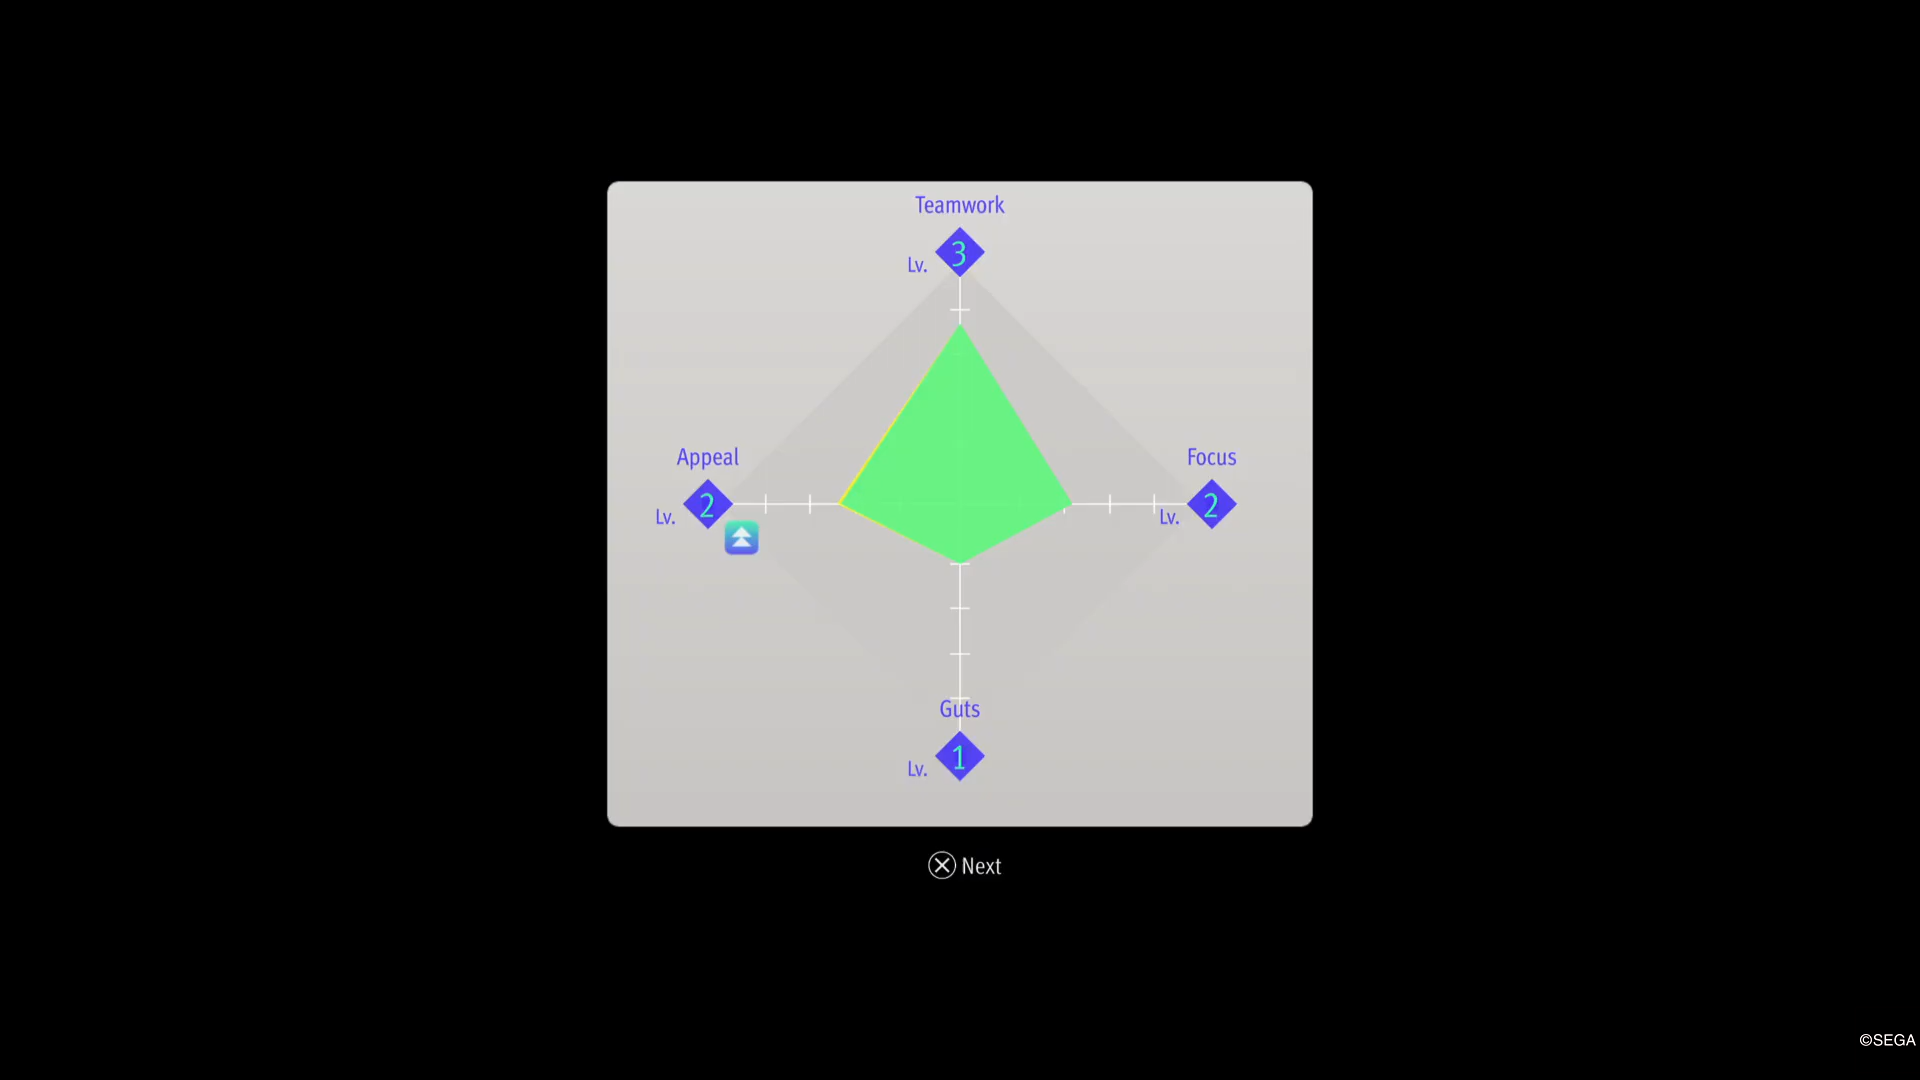 Teamwork
Lv. 3
Appeal
Lv. 2
Focus
Lv. 2
Guts
Lv. 1
Next
©SEGA